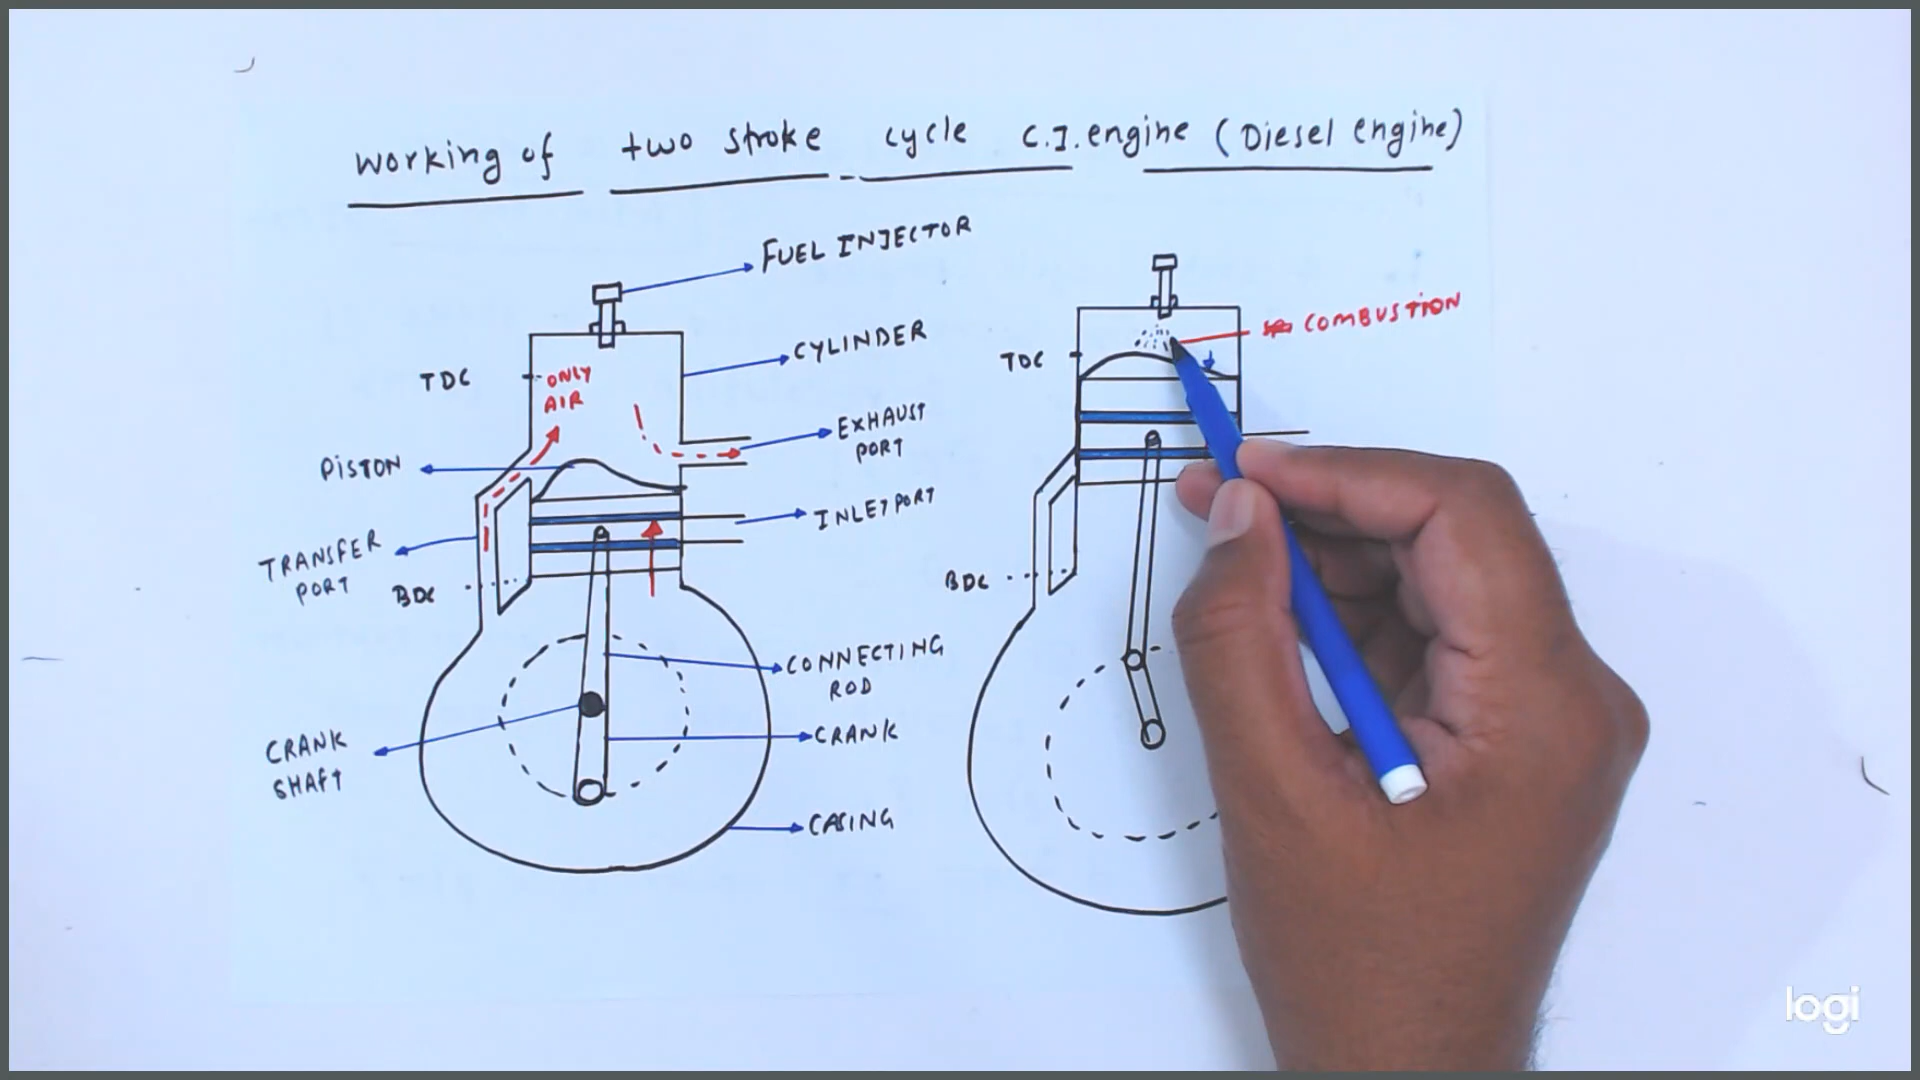 Working of two stroke cycle C.I. engine (Diesel Engine)
FUEL INJECTOR
CYLINDER
TDC
ONLY
AIR
EXHAUST
PORT
PISTON
INLET PORT
TRANSFER
PORT
BDC
CONNECTING
ROD
CRANK
SHAFT
CRANK
CASING
COMBUSTION
TDC
BDC
logi